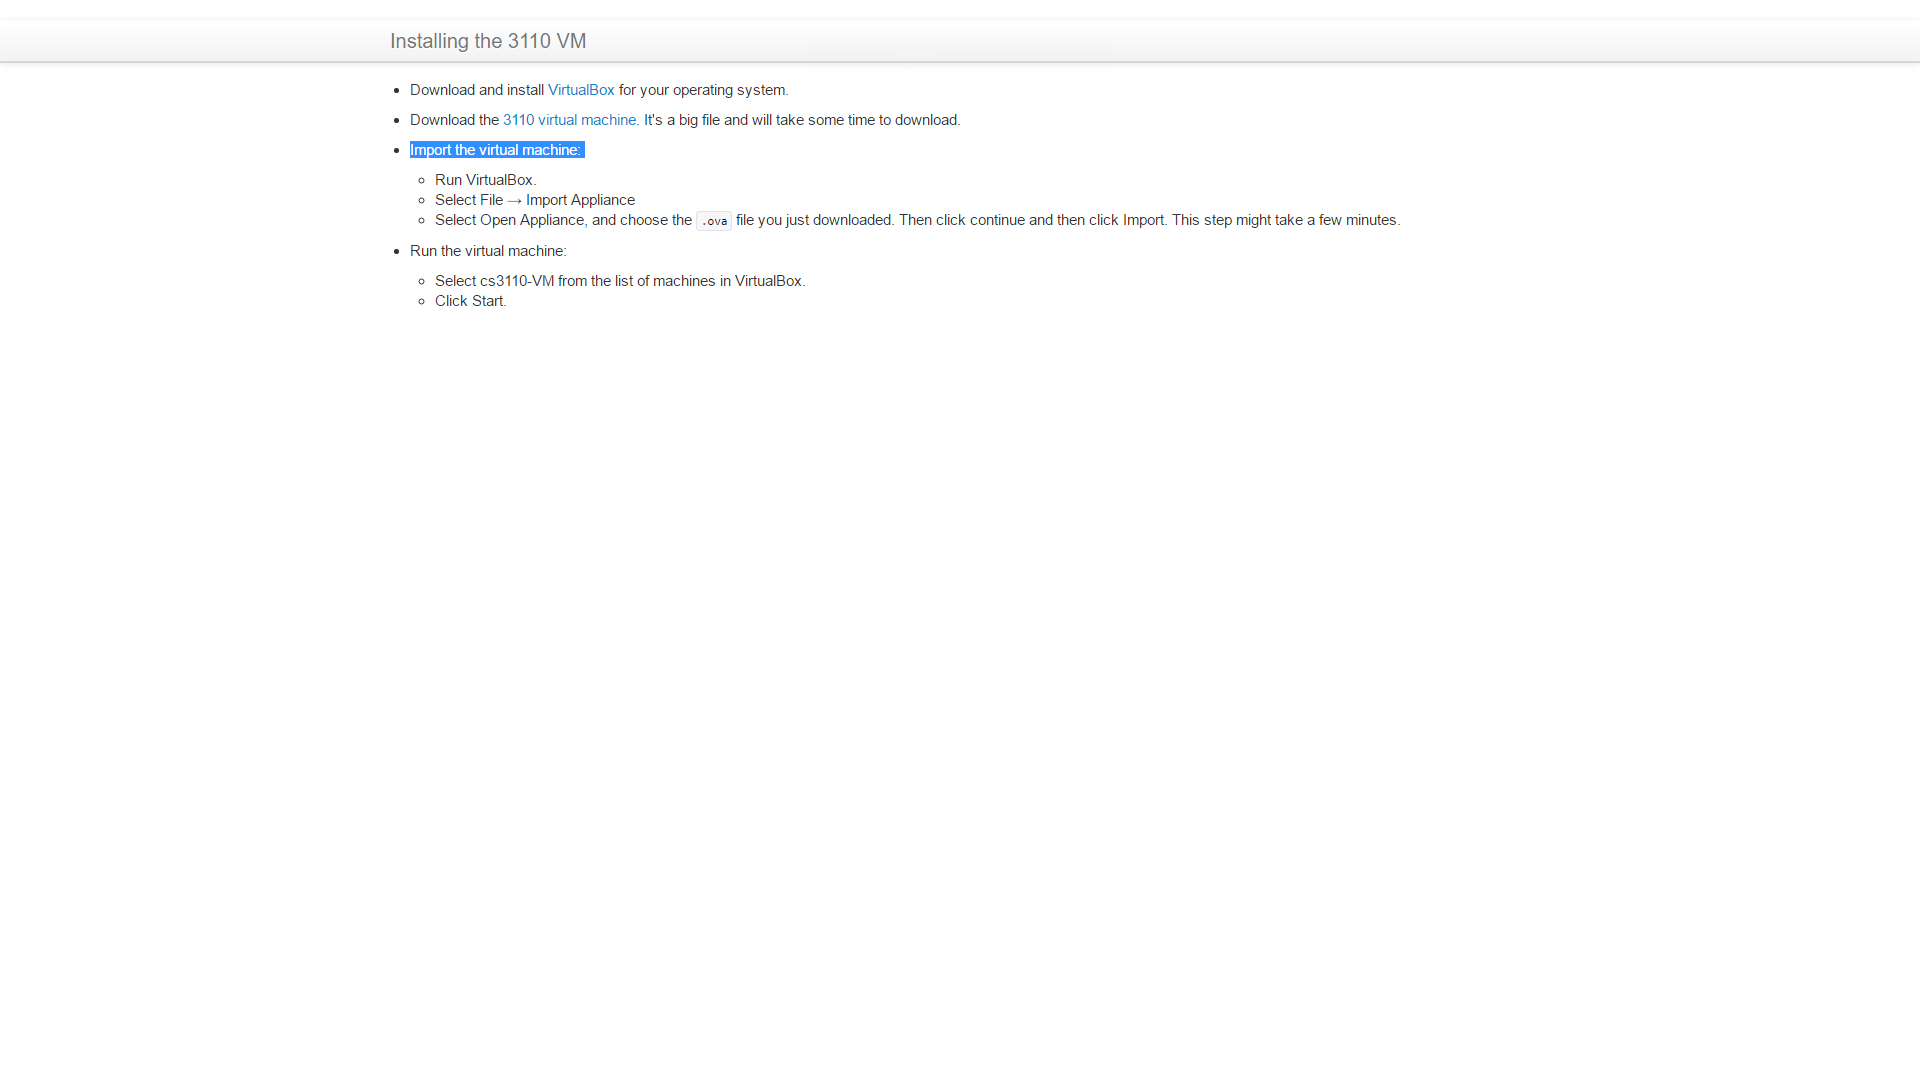 Installing the 3110 VM
Download and install VirtualBox for your operating system.
Download the 3110 virtual machine. It's a big file and will take some time to download.
Import the virtual machine:
Run VirtualBox.
Select File → Import Appliance
Select Open Appliance, and choose the .ova file you just downloaded. Then click continue and then click Import. This step might take a few minutes.
Run the virtual machine:
Select cs3110-VM from the list of machines in VirtualBox.
Click Start.